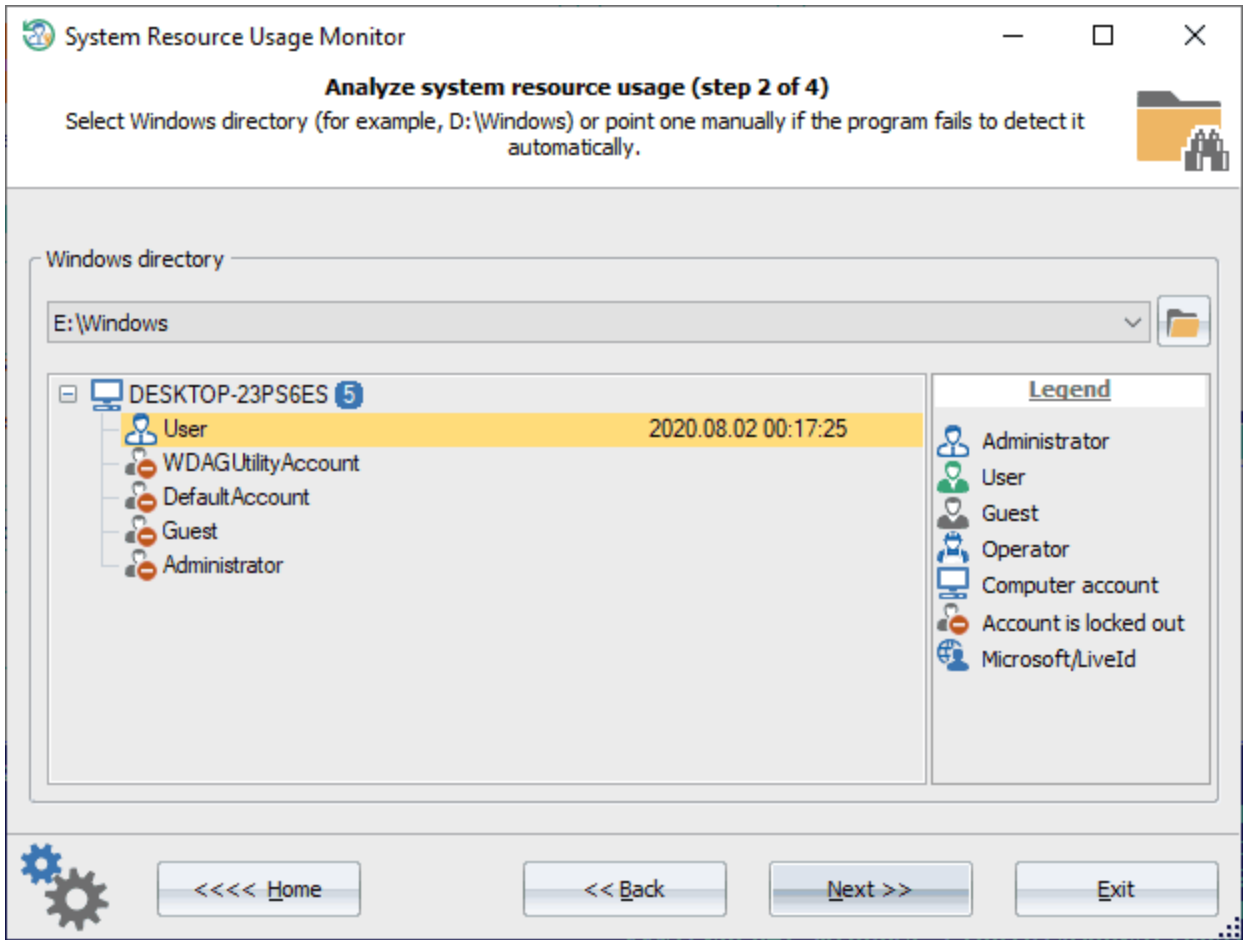 System Resource Usage Monitor
Analyze system resource usage (step 2 of 4)
Select Windows directory (for example, D:\Windows) or point one manually if the program fails to detect it
automatically.
Windows directory
E:\Windows
DESKTOP-23PS6ES 5
User 2020.08.02 00:17:25
WDAGUtilityAccount
DefaultAccount
Guest
Administrator
Legend
Administrator
User
Guest
Operator
Computer account
Account is locked out
Microsoft/LiveId
<<<< Home
<< Back
Next >>
Exit